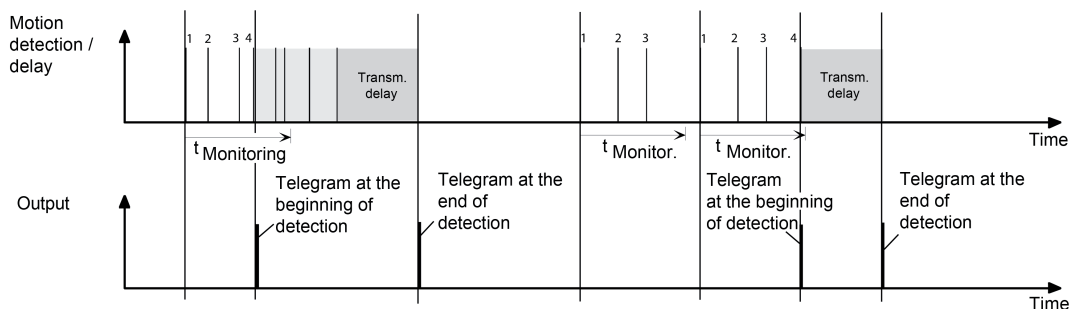 Motion
detection /
delay
1 2 3 4
Transm.
delay
1 2 3
1 2 3 4
Transm.
delay
Time
t Monitoring
t Monitor.
t Monitor.
Output
Telegram at the
beginning of
detection
Telegram at the
end of
detection
Telegram
at the beginning
of detection
Telegram at the
end of
detection
Time